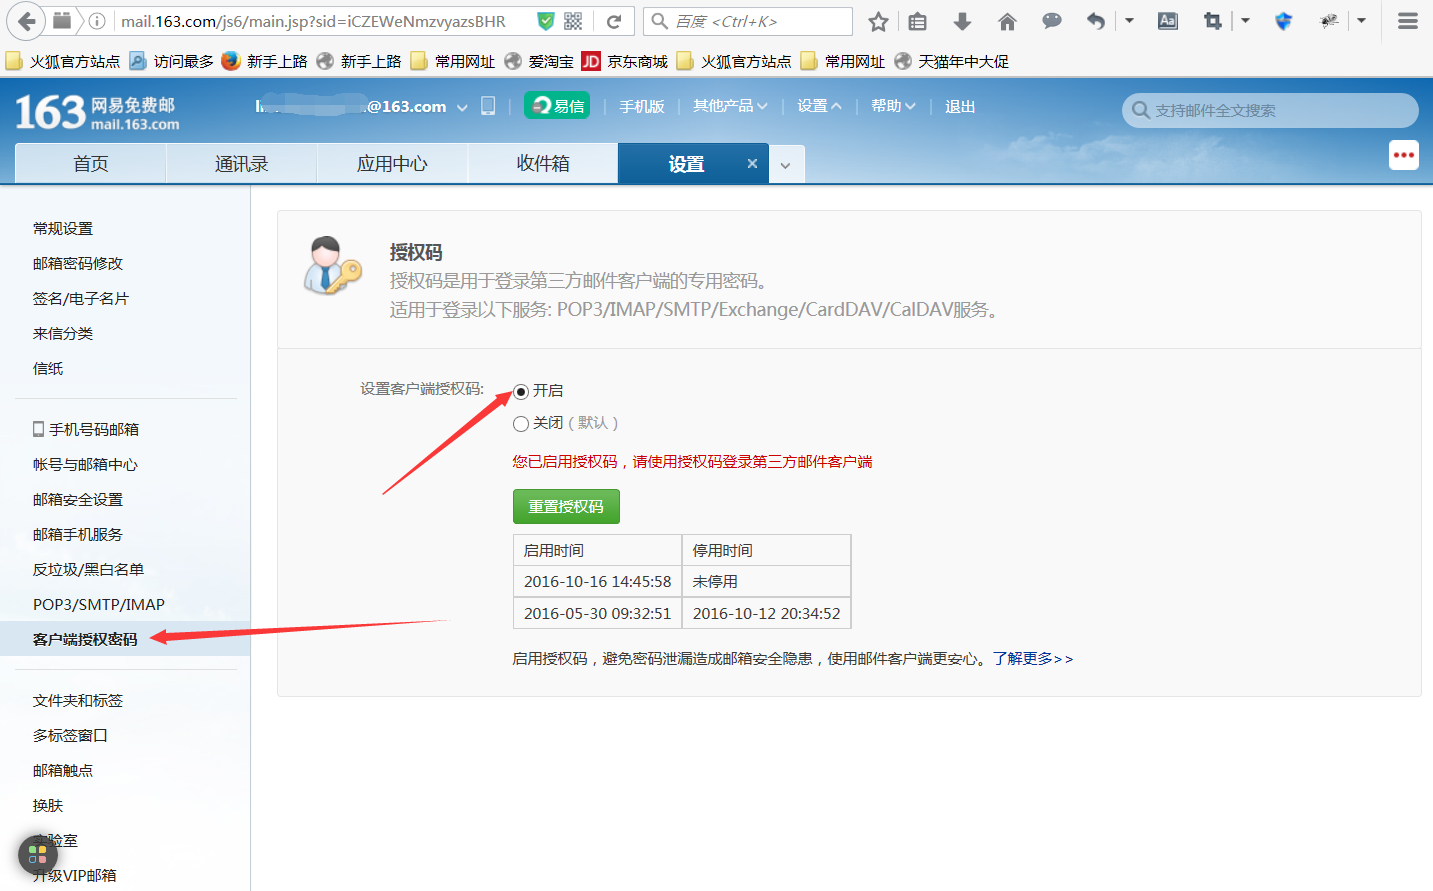 mail.163.com/js6/main.jsp?sid=iCZEWeNmzvyazsBHR
百度 <Ctrl+K>
火狐官方站点 访问最多 新手上路 新手上路 常用网址 爱淘宝 JD 京东商城 火狐官方站点 常用网址 天猫年中大促
163 网易免费邮
mail.163.com
@163.com 易信 手机版 其他产品 设置 帮助 退出
支持邮件全文搜索
首页 通讯录 应用中心 收件箱 设置
常规设置
邮箱密码修改
签名/电子名片
来信分类
信纸
手机号码邮箱
帐号与邮箱中心
邮箱安全设置
邮箱手机服务
反垃圾/黑白名单
POP3/SMTP/IMAP
客户端授权密码
文件夹和标签
多标签窗口
邮箱触点
换肤
实验室
升级VIP邮箱
授权码
授权码是用于登录第三方邮件客户端的专用密码。
适用于登录以下服务: POP3/IMAP/SMTP/Exchange/CardDAV/CalDAV服务。
设置客户端授权码: 开启
关闭（默认）
您已启用授权码，请使用授权码登录第三方邮件客户端
重置授权码
启用时间 停用时间
2016-10-16 14:45:58 未停用
2016-05-30 09:32:51 2016-10-12 20:34:52
启用授权码，避免密码泄漏造成邮箱安全隐患，使用邮件客户端更安心。了解更多>>